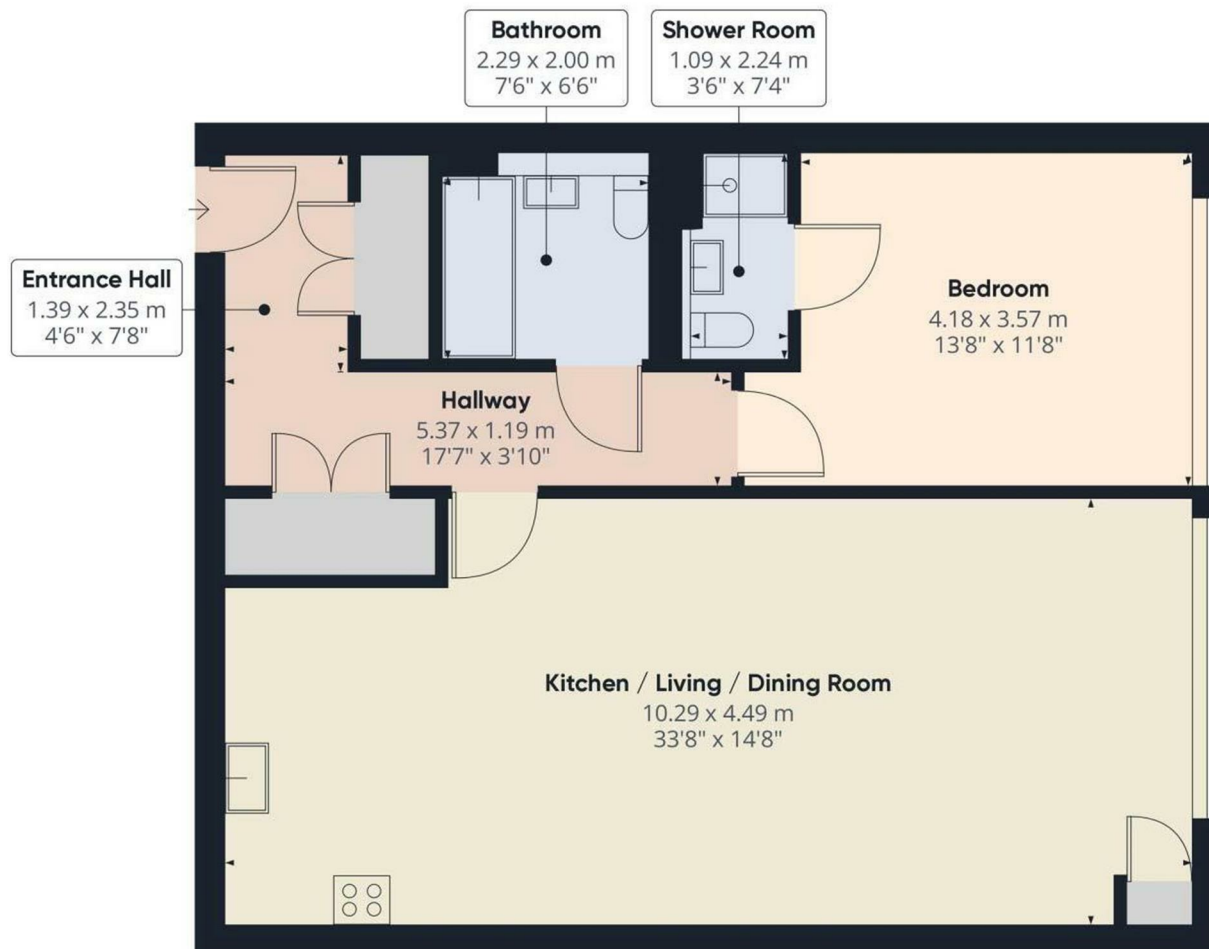 Bathroom
2.29 x 2.00 m
7'6" x 6'6"
Shower Room
1.09 x 2.24 m
3'6" x 7'4"
Entrance Hall
1.39 x 2.35 m
4'6" x 7'8"
Bedroom
4.18 x 3.57 m
13'8" x 11'8"
Hallway
5.37 x 1.19 m
17'7" x 3'10"
Kitchen / Living / Dining Room
10.29 x 4.49 m
33'8" x 14'8"